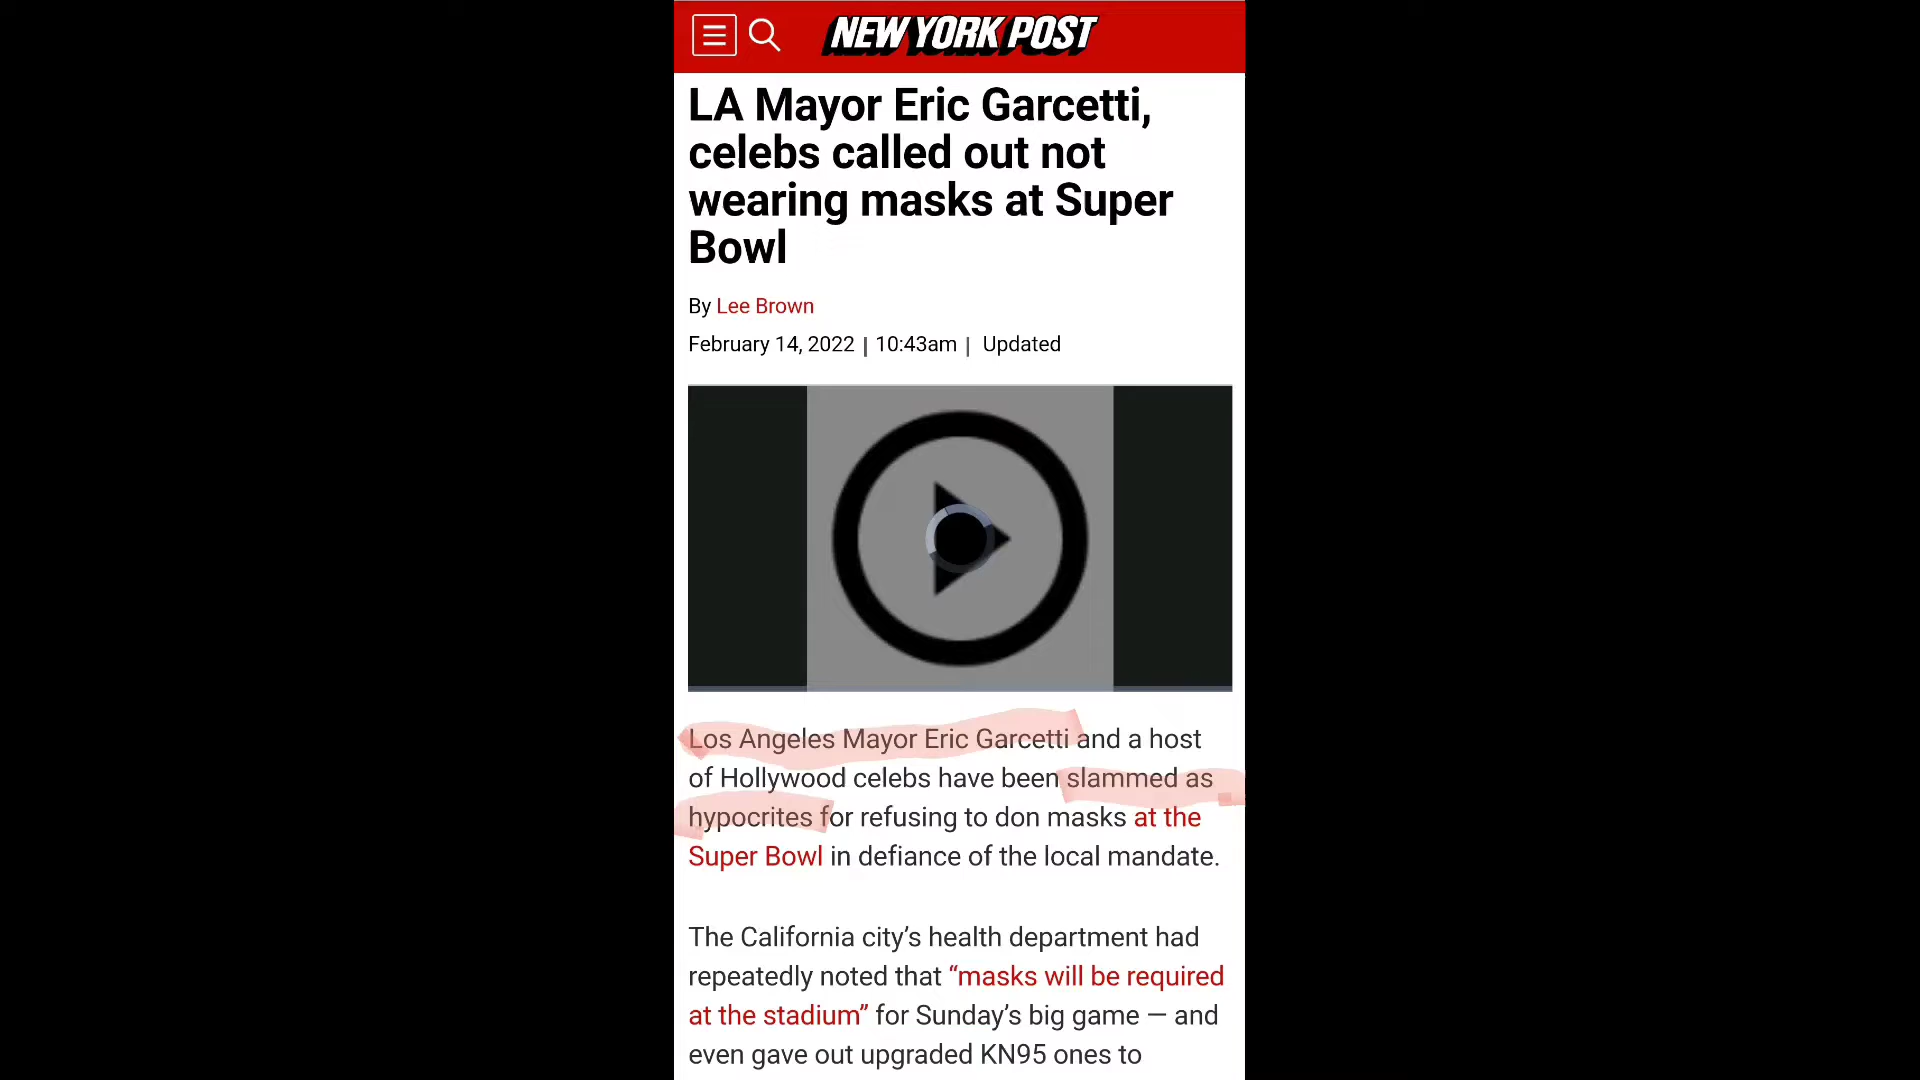 NEW YORK POST
LA Mayor Eric Garcetti,
celebs called out not
wearing masks at Super
Bowl
By Lee Brown
February 14, 2022 | 10:43am | Updated
Los Angeles Mayor Eric Garcetti and a host
of Hollywood celebs have been slammed as
hypocrites for refusing to don masks at the
Super Bowl in defiance of the local mandate.
The California city’s health department had
repeatedly noted that “masks will be required
at the stadium” for Sunday’s big game — and
even gave out upgraded KN95 ones to